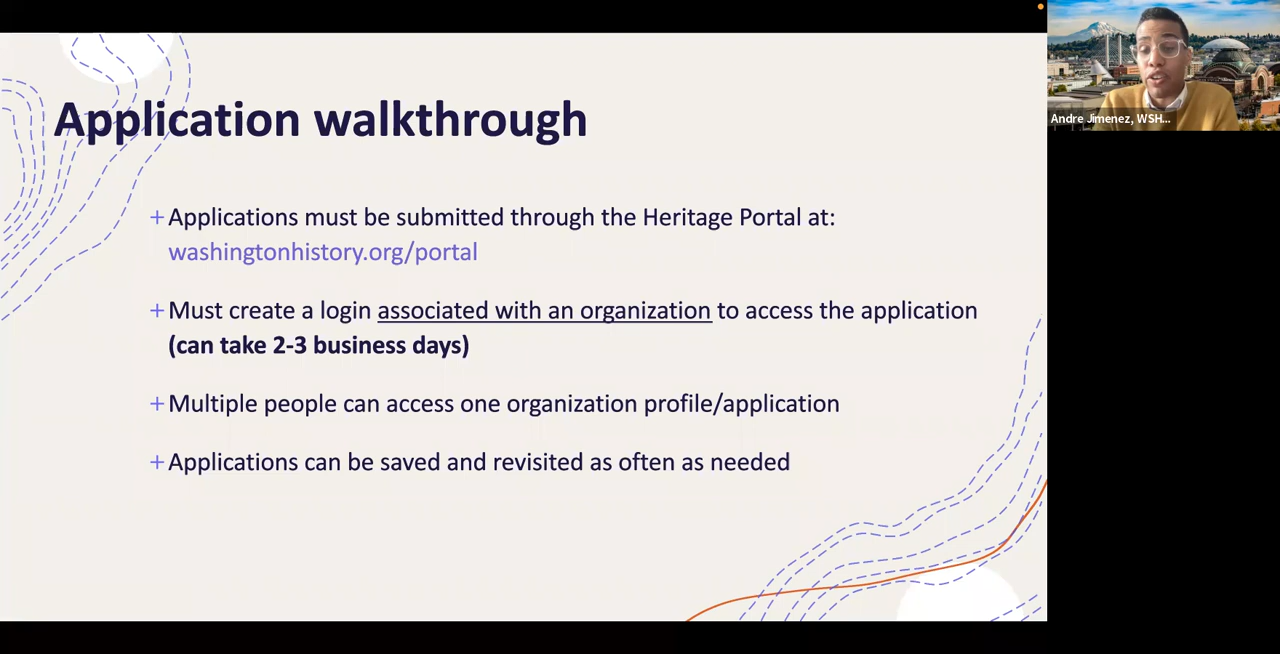 Application walkthrough
+Applications must be submitted through the Heritage Portal at:
washingtonhistory.org/portal
+Must create a login associated with an organization to access the application
(can take 2-3 business days)
+Multiple people can access one organization profile/application
+Applications can be saved and revisited as often as needed
Andre Jimenez, WSH...